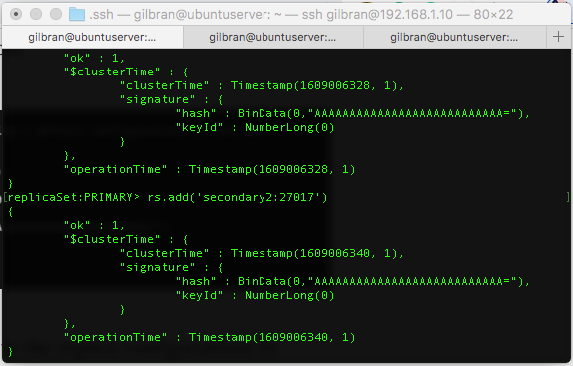 .ssh — gilbran@ubuntuserver: ~ — ssh gilbran@192.168.1.10 — 80×22
gilbran@ubuntuserver:... gilbran@ubuntuserver:... gilbran@ubuntuserver:... +
"ok" : 1,
"$clusterTime" : {
"clusterTime" : Timestamp(1609006328, 1),
"signature" : {
"hash" : BinData(0,"AAAAAAAAAAAAAAAAAAAAAAAAAAA="),
"keyId" : NumberLong(0)
}
},
"operationTime" : Timestamp(1609006328, 1)
}
[replicaSet:PRIMARY> rs.add('secondary2:27017') ]
{
"ok" : 1,
"$clusterTime" : {
"clusterTime" : Timestamp(1609006340, 1),
"signature" : {
"hash" : BinData(0,"AAAAAAAAAAAAAAAAAAAAAAAAAAA="),
"keyId" : NumberLong(0)
}
},
"operationTime" : Timestamp(1609006340, 1)
}